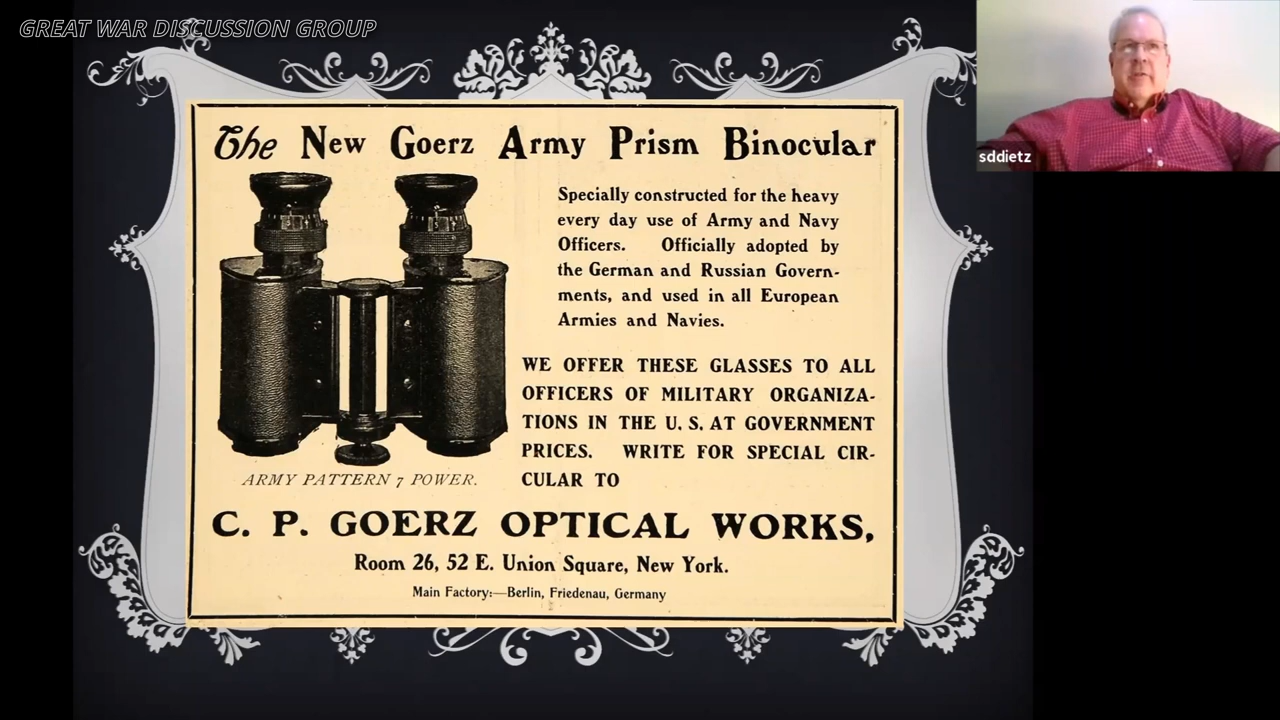 GREAT WAR DISCUSSION GROUP
sddietz
The New Goerz Army Prism Binocular
Specially constructed for the heavy
every day use of Army and Navy
Officers. Officially adopted by
the German and Russian Govern-
ments, and used in all European
Armies and Navies.
WE OFFER THESE GLASSES TO ALL
OFFICERS OF MILITARY ORGANIZA-
TIONS IN THE U. S. AT GOVERNMENT
PRICES. WRITE FOR SPECIAL CIR-
CULAR TO
ARMY PATTERN 7 POWER.
C. P. GOERZ OPTICAL WORKS,
Room 26, 52 E. Union Square, New York.
Main Factory:—Berlin, Friedenau, Germany